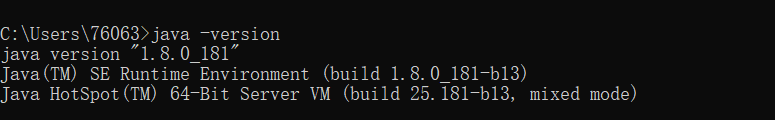 C:\Users\76063>java -version
java version "1.8.0_181"
Java(TM) SE Runtime Environment (build 1.8.0_181-b13)
Java HotSpot(TM) 64-Bit Server VM (build 25.181-b13, mixed mode)